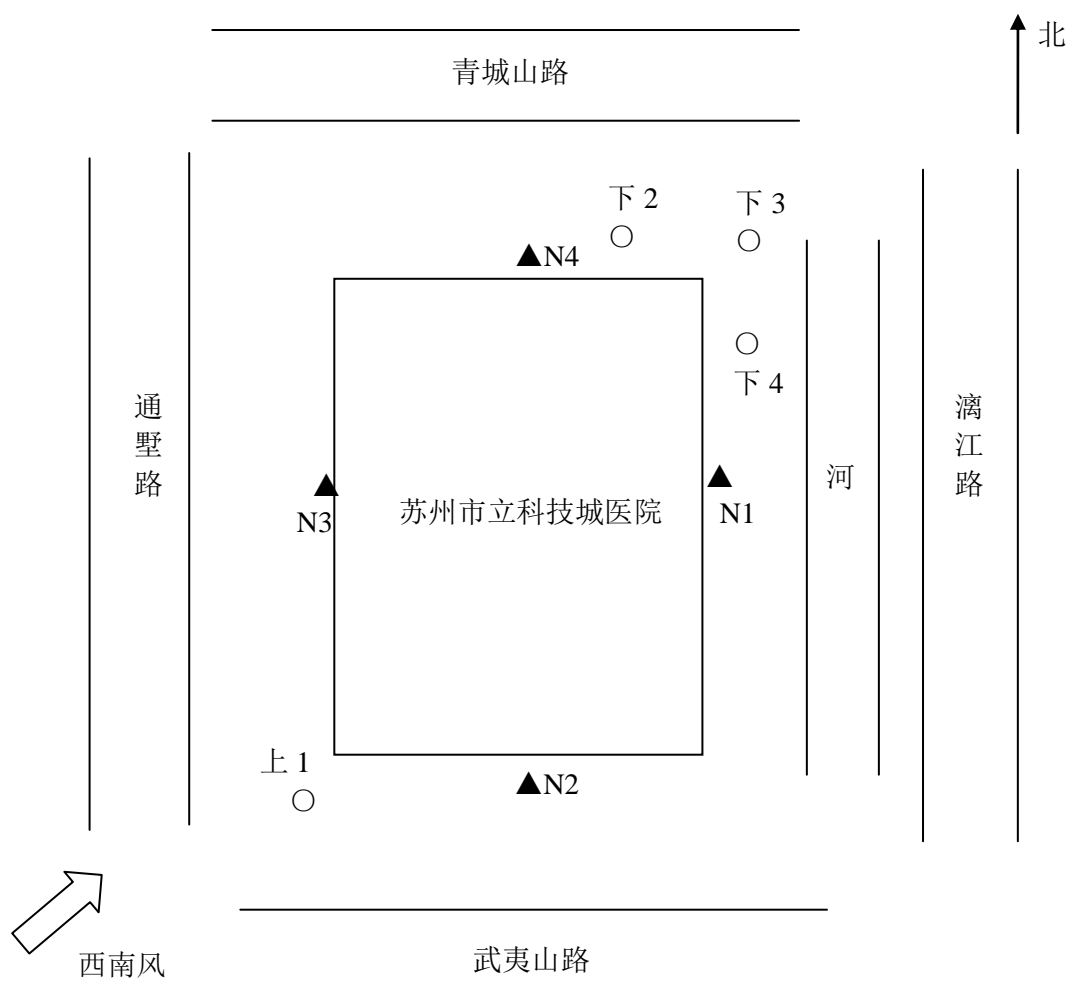 北
青城山路
下 2
下 3
▲N4
下 4
通墅路
漓江路
河
▲
N3
苏州市立科技城医院
▲
N1
上 1
▲N2
西南风
武夷山路